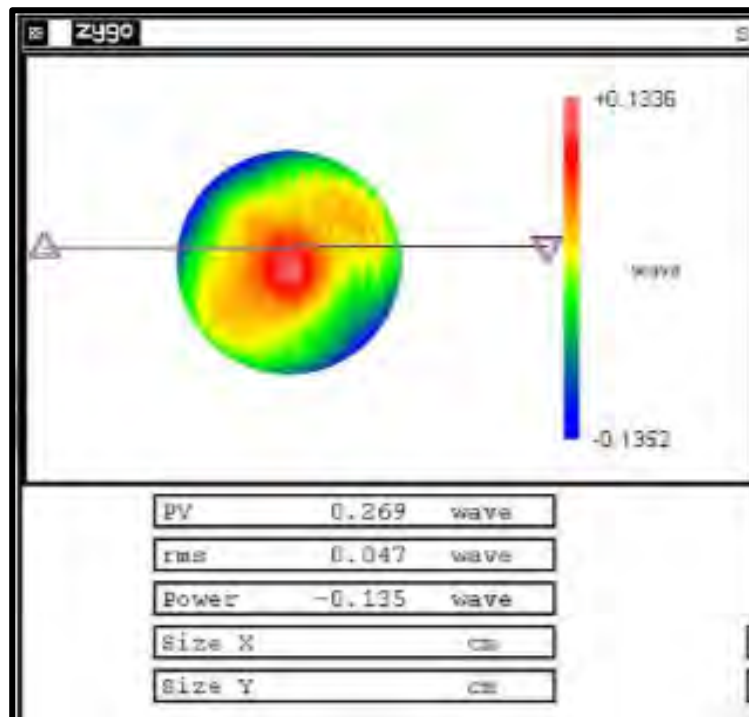 zygo S
+0.1336
wave
-0.1352
PV 0.269 wave
rms 0.047 wave
Power -0.135 wave
Size X cm
Size Y cm